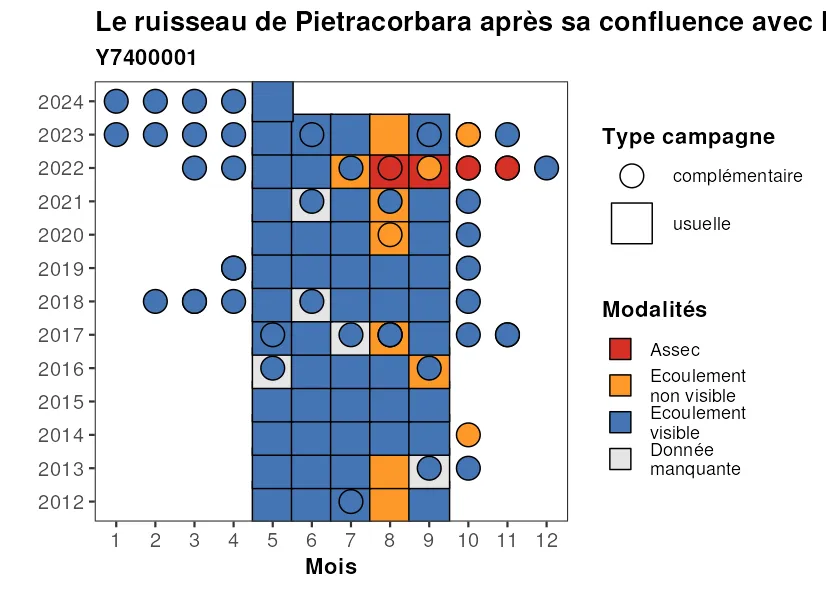 Le ruisseau de Pietracorbara après sa confluence avec l
Y7400001
2024
2023
2022
2021
2020
2019
2018
2017
2016
2015
2014
2013
2012
1 2 3 4 5 6 7 8 9 10 11 12
Mois
Type campagne
complémentaire
usuelle
Modalités
Assec
Ecoulement
non visible
Ecoulement
visible
Donnée
manquante